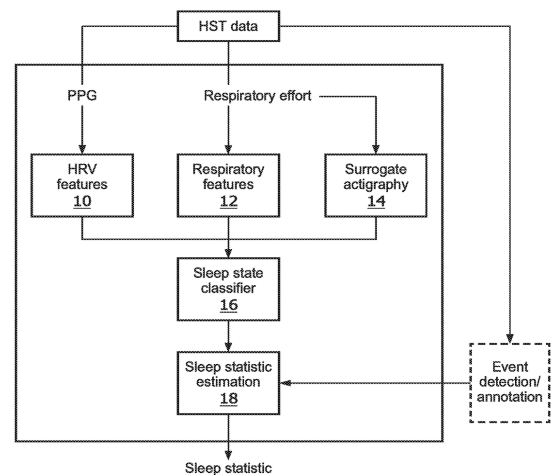 HST data
PPG
Respiratory effort
HRV
features
10
Respiratory
features
12
Surrogate
actigraphy
14
Sleep state
classifier
16
Sleep statistic
estimation
18
Event
detection/
annotation
Sleep statistic